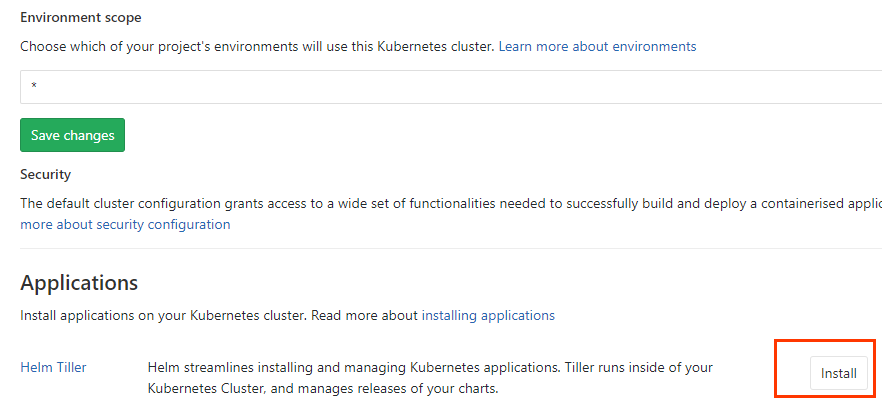 Environment scope
Choose which of your project's environments will use this Kubernetes cluster. Learn more about environments
*
Save changes
Security
The default cluster configuration grants access to a wide set of functionalities needed to successfully build and deploy a containerised
more about security configuration
Applications
Install applications on your Kubernetes cluster. Read more about installing applications
Helm Tiller
Helm streamlines installing and managing Kubernetes applications. Tiller runs inside of your
Kubernetes Cluster, and manages releases of your charts.
Install